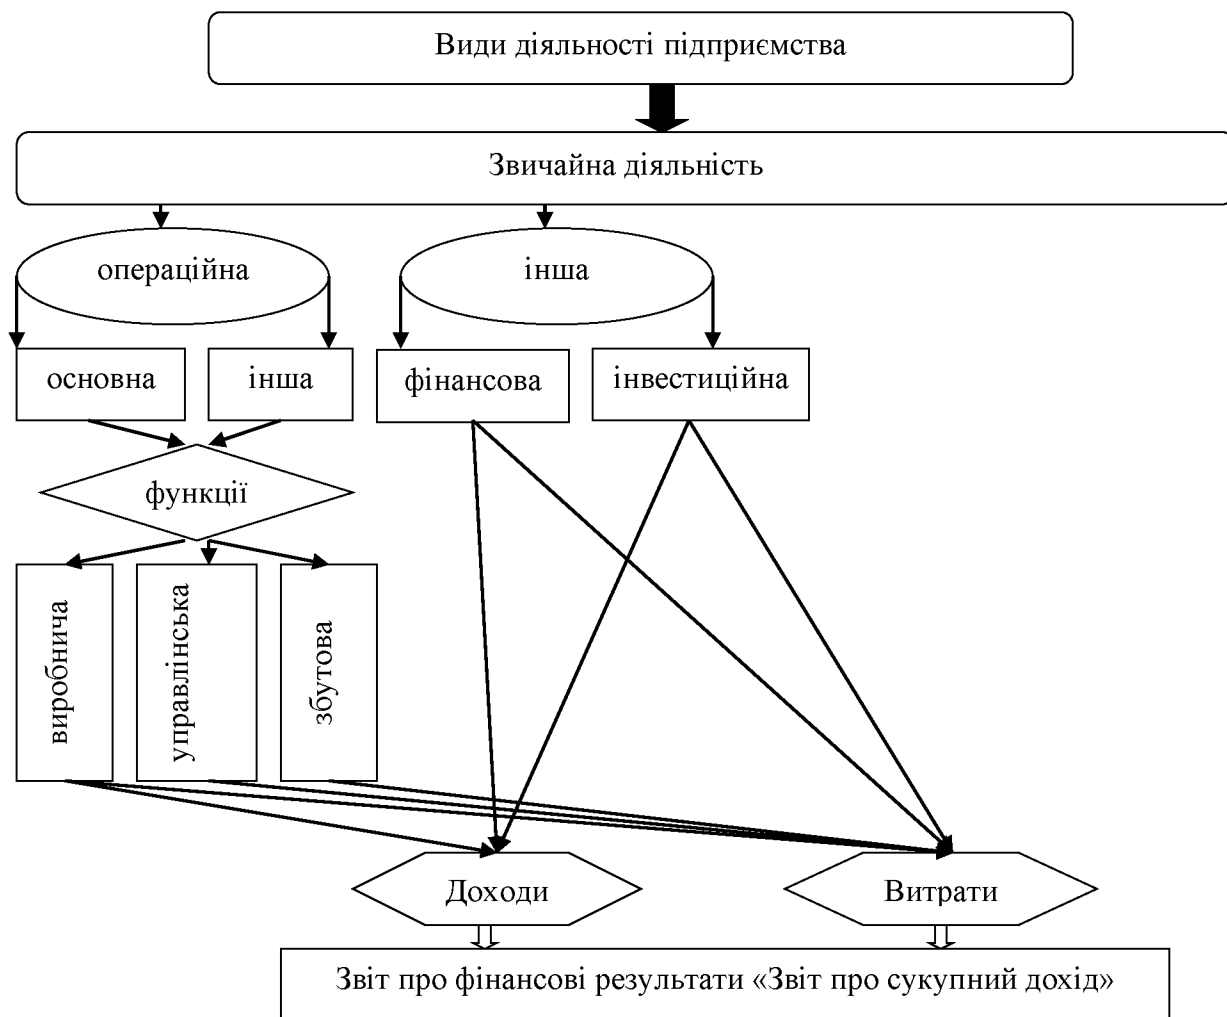 Види діяльності підприємства
Звичайна діяльність
операційна
інша
основна
інша
фінансова
інвестиційна
функції
виробнича
управлінська
збутова
Доходи
Витрати
Звіт про фінансові результати «Звіт про сукупний дохід»